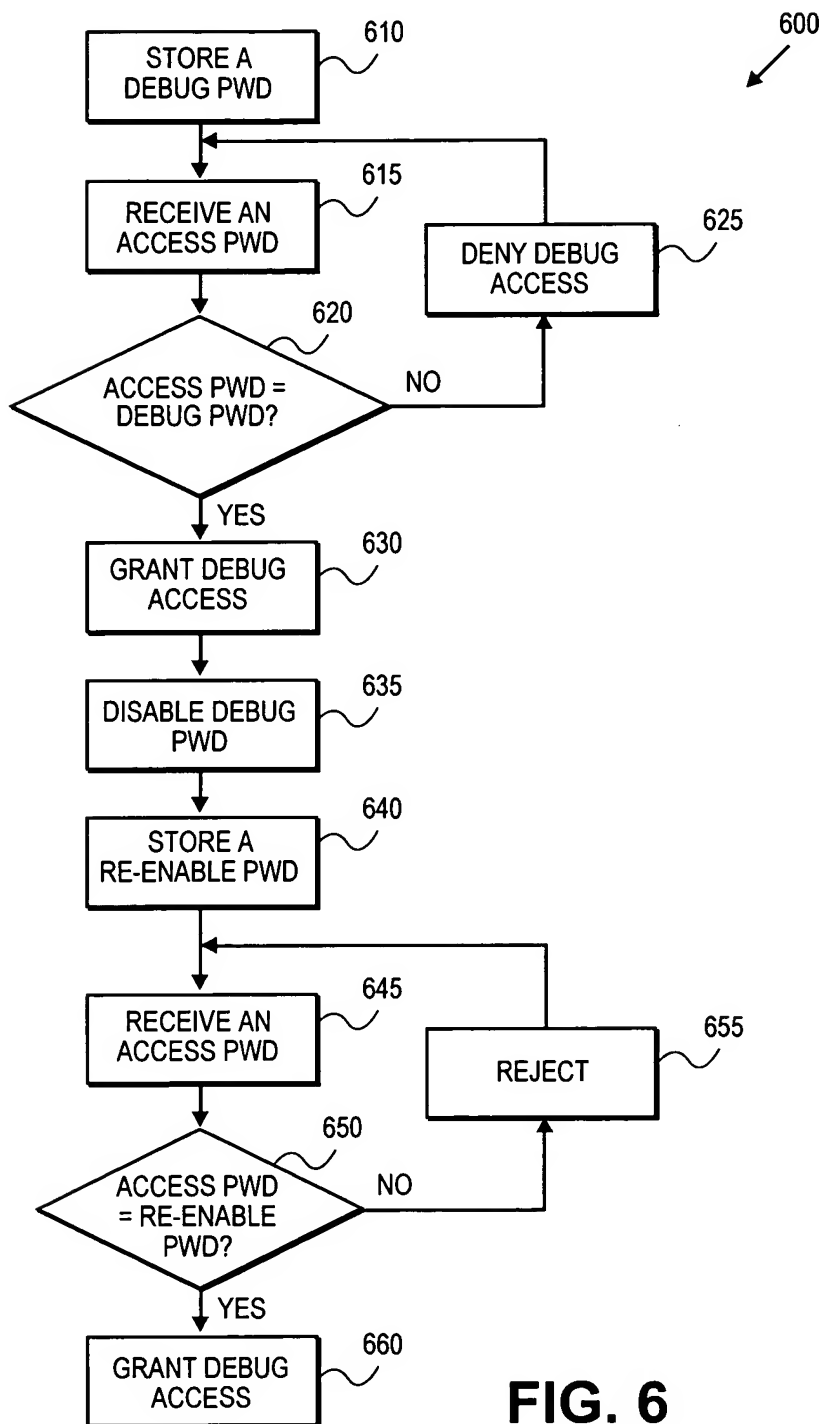 600
610
STORE A
DEBUG PWD
615
RECEIVE AN
ACCESS PWD
625
DENY DEBUG
ACCESS
620
ACCESS PWD =
DEBUG PWD?
NO
YES
630
GRANT DEBUG
ACCESS
635
DISABLE DEBUG
PWD
640
STORE A
RE-ENABLE PWD
645
RECEIVE AN
ACCESS PWD
655
REJECT
650
ACCESS PWD
= RE-ENABLE
PWD?
NO
YES
660
GRANT DEBUG
ACCESS
FIG. 6